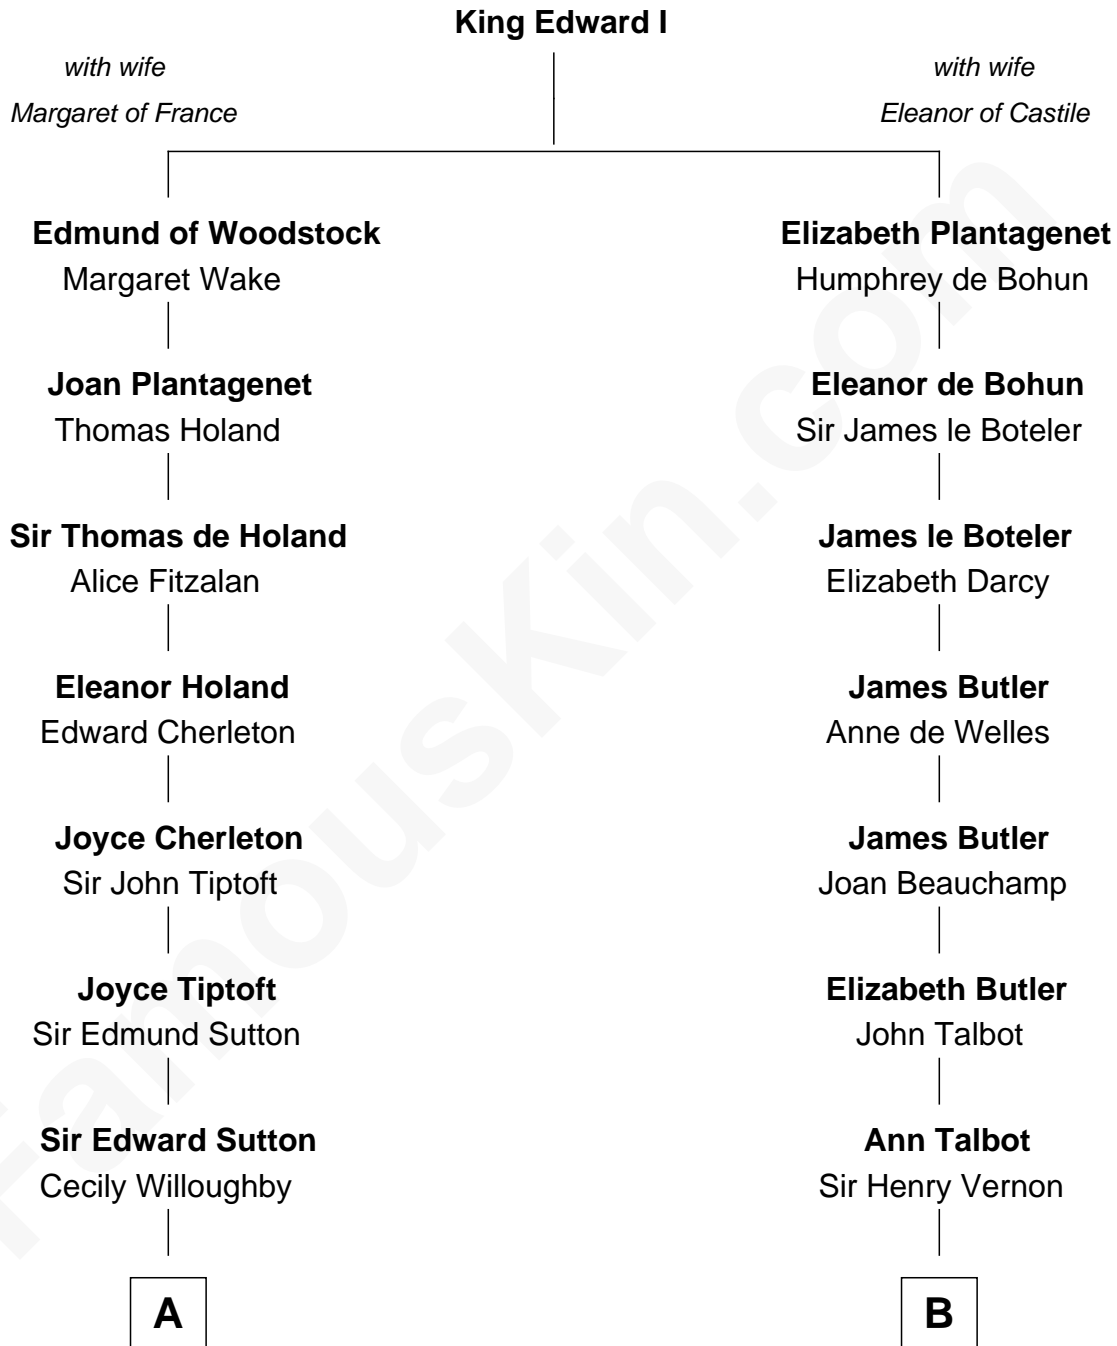 King Edward I
with wife
Margaret of France
with wife
Eleanor of Castile
Edmund of Woodstock
Margaret Wake
Elizabeth Plantagenet
Humphrey de Bohun
Joan Plantagenet
Thomas Holand
Eleanor de Bohun
Sir James le Boteler
Sir Thomas de Holand
Alice Fitzalan
James le Boteler
Elizabeth Darcy
Eleanor Holand
Edward Cherleton
James Butler
Anne de Welles
Joyce Cherleton
Sir John Tiptoft
James Butler
Joan Beauchamp
Joyce Tiptoft
Sir Edmund Sutton
Elizabeth Butler
John Talbot
Sir Edward Sutton
Cecily Willoughby
Ann Talbot
Sir Henry Vernon
A
B
FamousKin.com